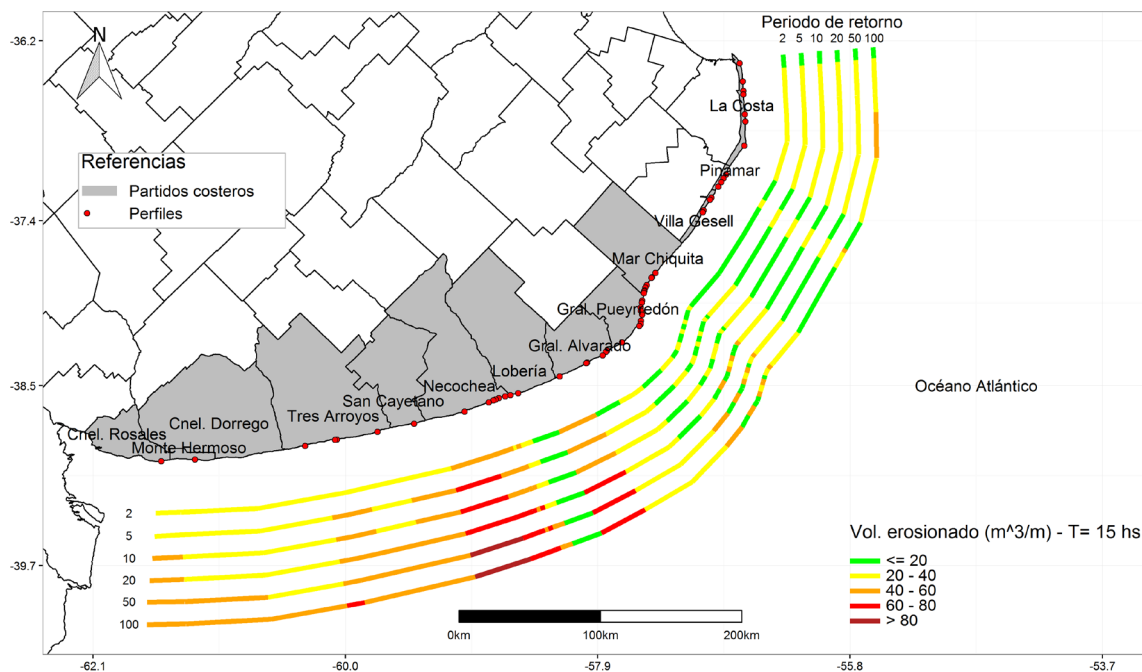 Periodo de retorno
2 5 10 20 50 100
-36.2
N
La Costa
Referencias
Partidos costeros
Perfiles
Pinamar
-37.4
Villa Gesell
Mar Chiquita
Gral. Pueyrredón
Gral. Alvarado
-38.5
Lobería
Océano Atlántico
Necochea
San Cayetano
Tres Arroyos
Cnel. Dorrego
Cnel. Rosales
Monte Hermoso
2
5
10
20
50
100
-39.7
Vol. erosionado (m^3/m) - T= 15 hs
<= 20
20 - 40
40 - 60
60 - 80
> 80
0km 100km 200km
-62.1 -60.0 -57.9 -55.8 -53.7